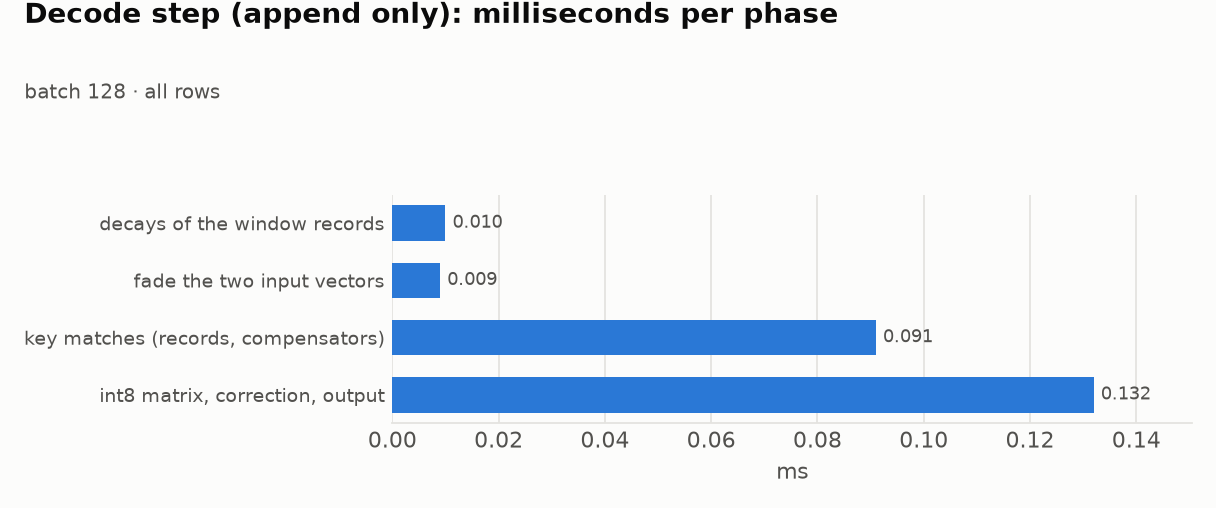 Decode step (append only): milliseconds per phase
batch 128 · all rows
decays of the window records 0.010
fade the two input vectors 0.009
key matches (records, compensators) 0.091
int8 matrix, correction, output 0.132
0.00 0.02 0.04 0.06 0.08 0.10 0.12 0.14
ms